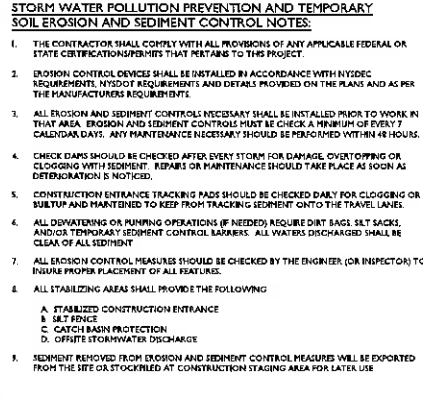 STORM WATER POLLUTION PREVENTION AND TEMPORARY
SOIL EROSION AND SEDIMENT CONTROL NOTES:
1. THE CONTRACTOR SHALL COMPLY WITH ALL PROVISIONS OF ANY APPLICABLE FEDERAL OR
STATE CERTIFICATIONS/PERMITS THAT PERTAINS TO THIS PROJECT.
2. EROSION CONTROL DEVICES SHALL BE INSTALLED IN ACCORDANCE WITH NYSDEC
REQUIREMENTS, NYSDOT REQUIREMENTS AND DETAILS PROVIDED ON THE PLANS AND AS PER
THE MANUFACTURERS REQUIREMENTS.
3. ALL EROSION AND SEDIMENT CONTROLS NECESSARY SHALL BE INSTALLED PRIOR TO WORK IN
THAT AREA. EROSION AND SEDIMENT CONTROLS MUST BE CHECK A MINIMUM OF EVERY 7
CALENDAR DAYS. ANY MAINTENANCE NECESSARY SHOULD BE PERFORMED WITHIN 48 HOURS.
4. CHECK DAMS SHOULD BE CHECKED AFTER EVERY STORM FOR DAMAGE, OVERTOPPING OR
CLOGGING WITH SEDIMENT. REPAIRS OR MAINTENANCE SHOULD TAKE PLACE AS SOON AS
DETERIORATION IS NOTICED.
5. CONSTRUCTION ENTRANCE TRACKING PADS SHOULD BE CHECKED DAILY FOR CLOGGING OR
BUILTUP AND MAINTEINED TO KEEP FROM TRACKING SEDIMENT ONTO THE TRAVEL LANES.
6. ALL DEWATERING OR PUMPING OPERATIONS (IF NEEDED) REQUIRE DIRT BAGS, SILT SACKS,
AND/OR TEMPORARY SEDIMENT CONTROL BARRIERS. ALL WATERS DISCHARGED SHALL BE
CLEAR OF ALL SEDIMENT
7. ALL EROSION CONTROL MEASURES SHOULD BE CHECKED BY THE ENGINEER (OR INSPECTOR) TO
INSURE PROPER PLACEMENT OF ALL FEATURES.
8. ALL STABILIZING AREAS SHALL PROVIDE THE FOLLOWING
A. STABILIZED CONSTRUCTION ENTRANCE
B. SILT FENCE
C. CATCH BASIN PROTECTION
D. OFFSITE STORMWATER DISCHARGE
9. SEDIMENT REMOVED FROM EROSION AND SEDIMENT CONTROL MEASURES WILL BE EXPORTED
FROM THE SITE OR STOCKPILED AT CONSTRUCTION STAGING AREA FOR LATER USE